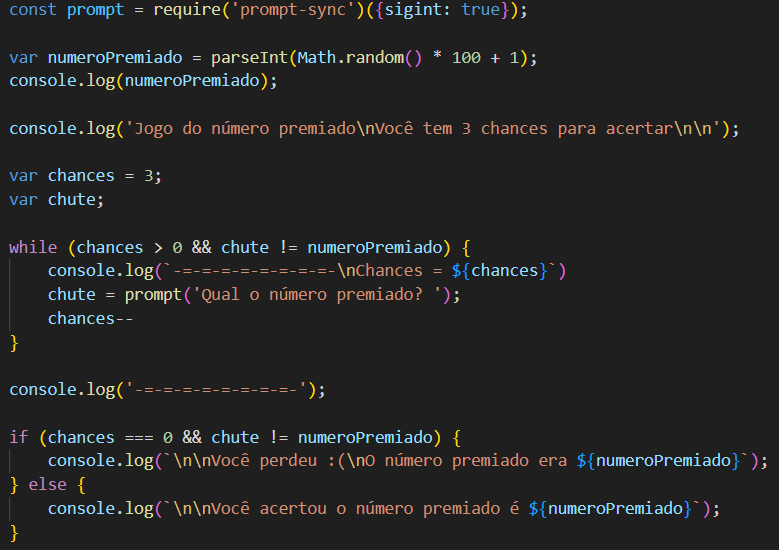 const prompt = require('prompt-sync')({sigint: true});
var numeroPremiado = parseInt(Math.random() * 100 + 1);
console.log(numeroPremiado);
console.log('Jogo do número premiado\nVocê tem 3 chances para acertar\n\n');
var chances = 3;
var chute;
while (chances > 0 && chute != numeroPremiado) {
    console.log(`-=-=-=-=-=-=-=-=-\nChances = ${chances}`)
    chute = prompt('Qual o número premiado? ');
    chances--
}
console.log('-=-=-=-=-=-=-=-=-');
if (chances === 0 && chute != numeroPremiado) {
    console.log(`\n\nVocê perdeu :(\nO número premiado era ${numeroPremiado}`);
} else {
    console.log(`\n\nVocê acertou o número premiado é ${numeroPremiado}`);
}